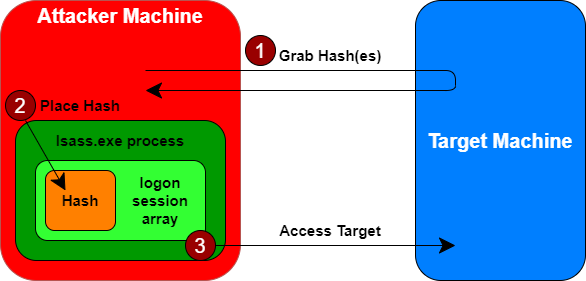 Attacker Machine
1
Grab Hash(es)
2
Place Hash
lsass.exe process
Hash
logon
session
array
Target Machine
3
Access Target